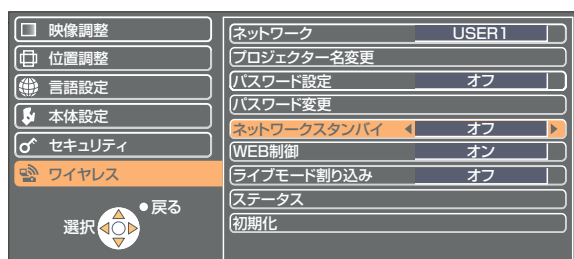 映像調整
位置調整
言語設定
本体設定
セキュリティ
ワイヤレス
●戻る
選択
ネットワーク USER1
プロジェクター名変更
パスワード設定 オフ
パスワード変更
ネットワークスタンバイ オフ
WEB制御 オン
ライブモード割り込み オフ
ステータス
初期化